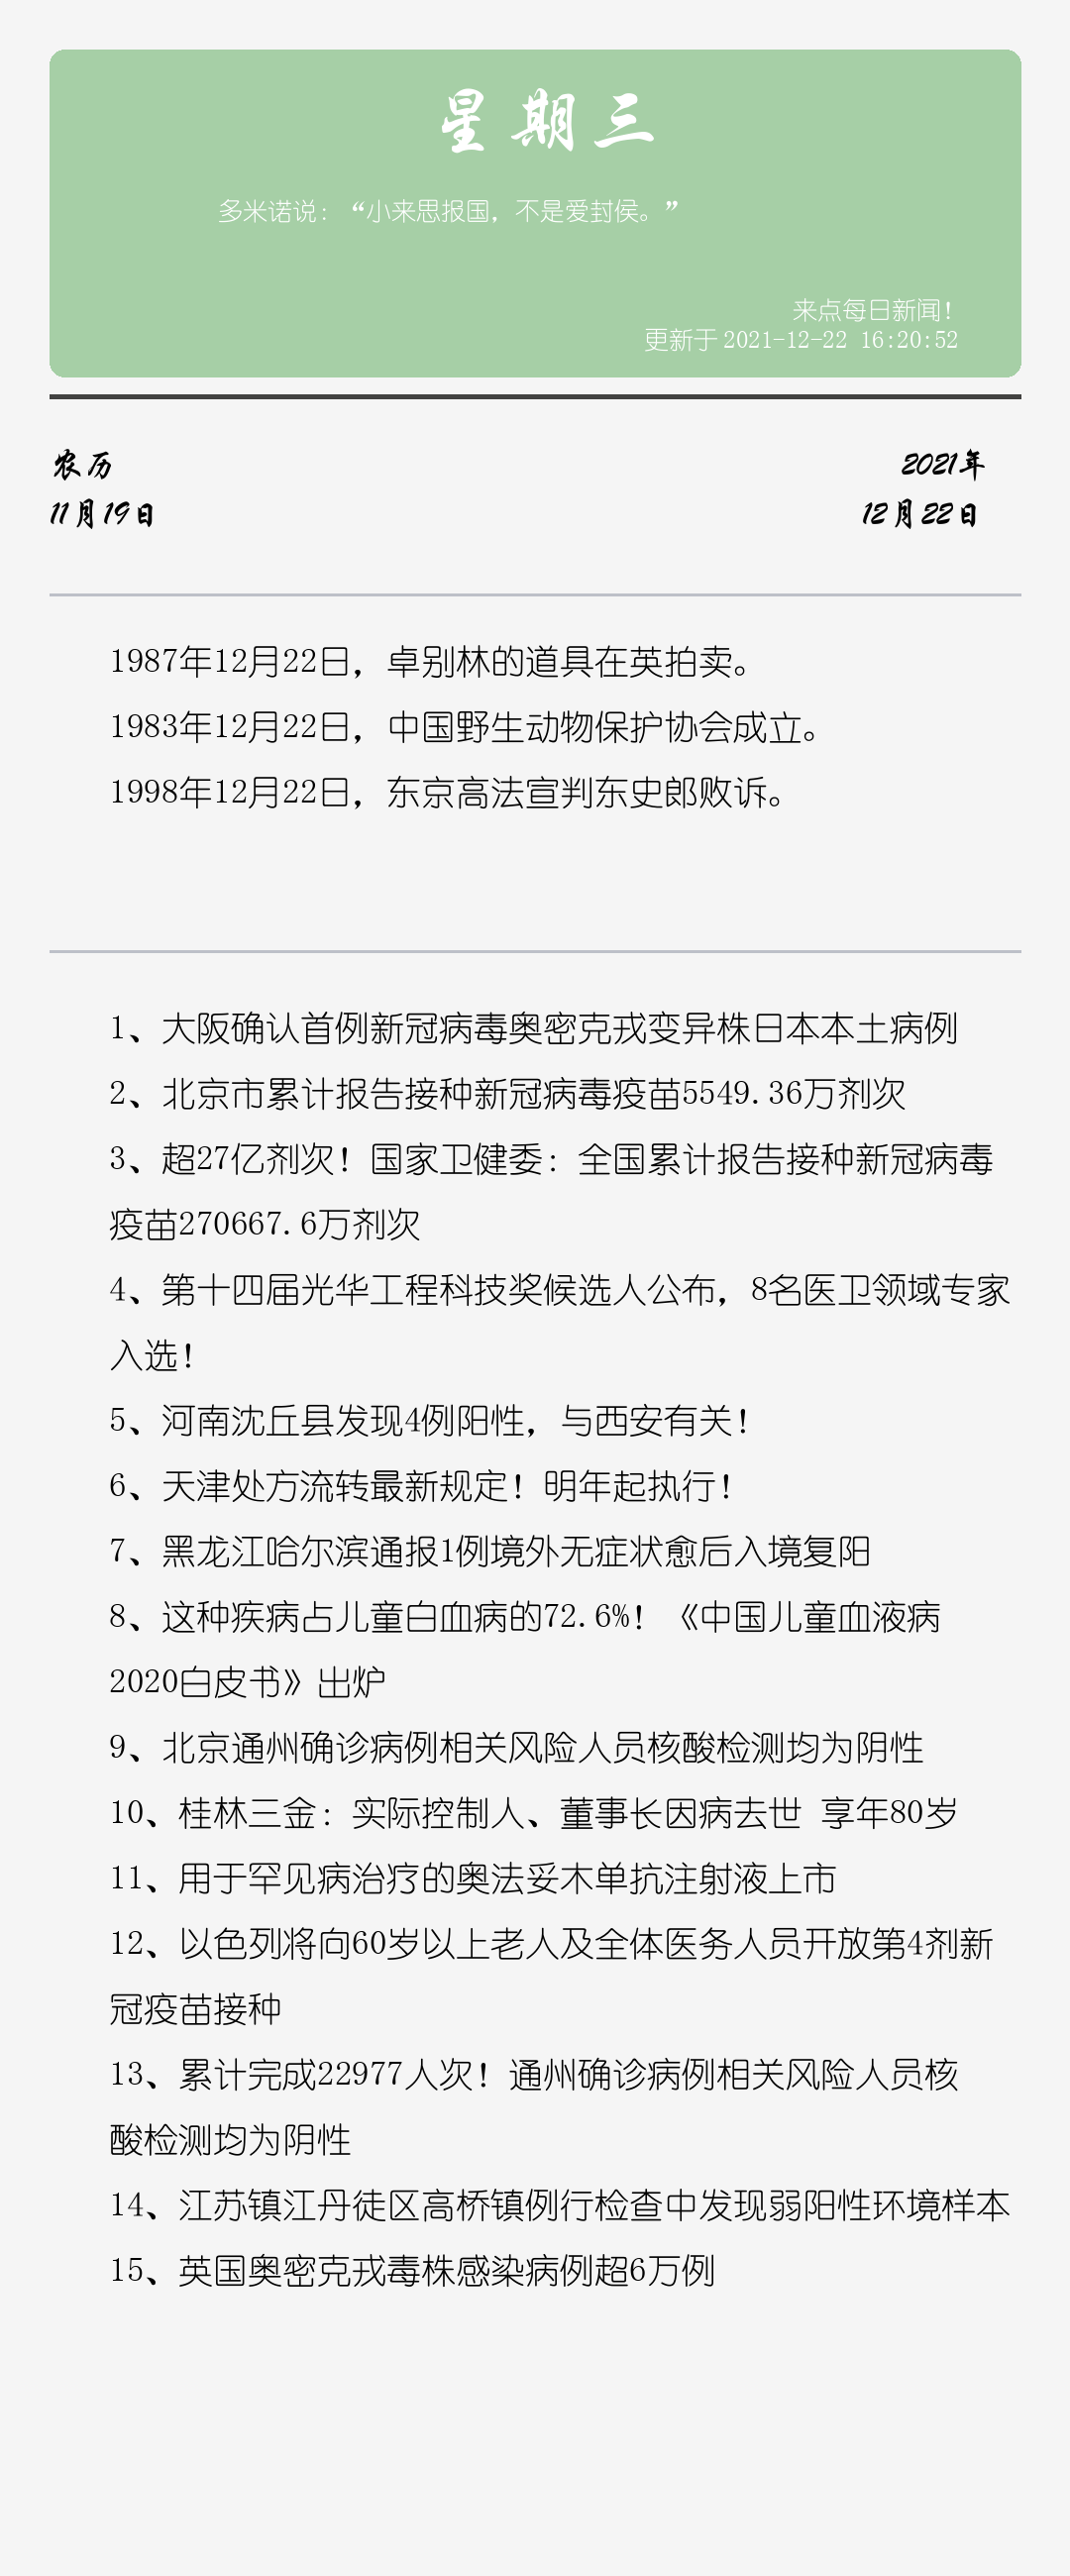 星期三
多米诺说：“小来思报国，不是爱封侯。”
来点每日新闻！
更新于 2021-12-22 16:20:52
农历
11月19日
2021年
12月22日
1987年12月22日，卓别林的道具在英拍卖。
1983年12月22日，中国野生动物保护协会成立。
1998年12月22日，东京高法宣判东史郎败诉。
1、大阪确认首例新冠病毒奥密克戎变异株日本本土病例
2、北京市累计报告接种新冠病毒疫苗5549.36万剂次
3、超27亿剂次！国家卫健委：全国累计报告接种新冠病毒
疫苗270667.6万剂次
4、第十四届光华工程科技奖候选人公布，8名医卫领域专家
入选！
5、河南沈丘县发现4例阳性，与西安有关！
6、天津处方流转最新规定！明年起执行！
7、黑龙江哈尔滨通报1例境外无症状愈后入境复阳
8、这种疾病占儿童白血病的72.6%！《中国儿童血液病
2020白皮书》出炉
9、北京通州确诊病例相关风险人员核酸检测均为阴性
10、桂林三金：实际控制人、董事长因病去世 享年80岁
11、用于罕见病治疗的奥法妥木单抗注射液上市
12、以色列将向60岁以上老人及全体医务人员开放第4剂新
冠疫苗接种
13、累计完成22977人次！通州确诊病例相关风险人员核
酸检测均为阴性
14、江苏镇江丹徒区高桥镇例行检查中发现弱阳性环境样本
15、英国奥密克戎毒株感染病例超6万例